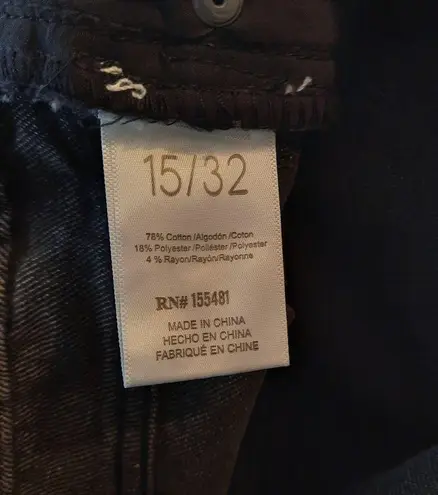 15/32
78% Cotton/Algodón/Coton
18% Polyester/Poliéster/Polyester
4% Rayon/Rayón/Rayonne
RN# 155481
MADE IN CHINA
HECHO EN CHINA
FABRIQUÉ EN CHINE